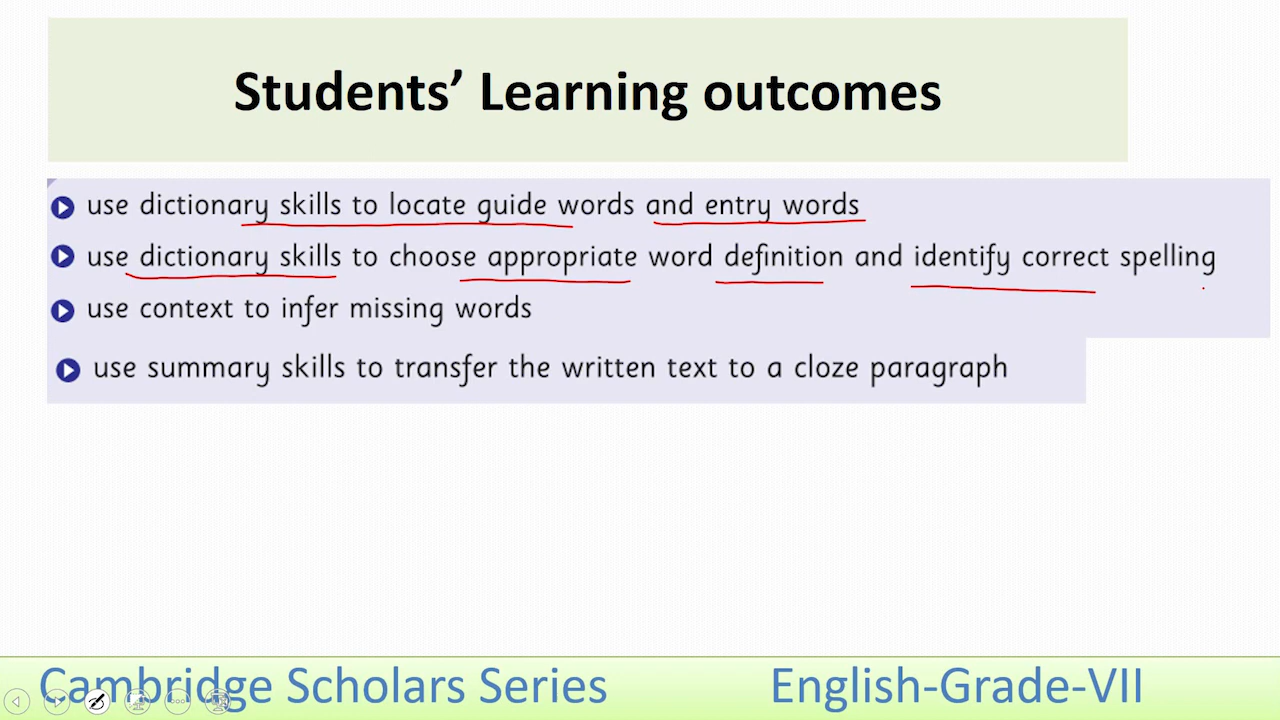 Students’ Learning outcomes
use dictionary skills to locate guide words and entry words
use dictionary skills to choose appropriate word definition and identify correct spelling
use context to infer missing words
use summary skills to transfer the written text to a cloze paragraph
Cambridge Scholars Series English-Grade-VII